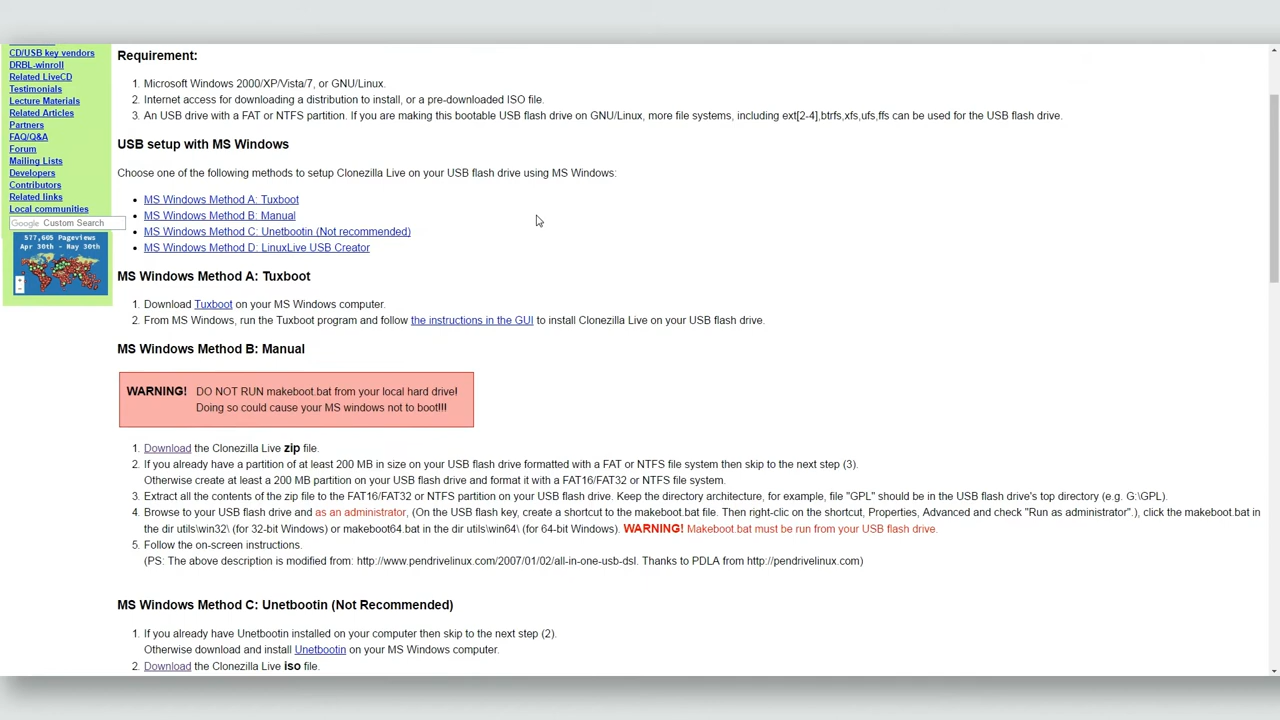 CD/USB key vendors
DRBL-winroll
Related LiveCD
Testimonials
Lecture Materials
Related Articles
Partners
FAQ/Q&A
Forum
Mailing Lists
Developers
Contributors
Related links
Local communities
Google Custom Search
577,605 Pageviews
Apr 30th - May 30th
Requirement:
1. Microsoft Windows 2000/XP/Vista/7, or GNU/Linux.
2. Internet access for downloading a distribution to install, or a pre-downloaded ISO file.
3. An USB drive with a FAT or NTFS partition. If you are making this bootable USB flash drive on GNU/Linux, more file systems, including ext[2-4],btrfs,xfs,ufs,ffs can be used for the USB flash drive.
USB setup with MS Windows
Choose one of the following methods to setup Clonezilla Live on your USB flash drive using MS Windows:
• MS Windows Method A: Tuxboot
• MS Windows Method B: Manual
• MS Windows Method C: Unetbootin (Not recommended)
• MS Windows Method D: LinuxLive USB Creator
MS Windows Method A: Tuxboot
1. Download Tuxboot on your MS Windows computer.
2. From MS Windows, run the Tuxboot program and follow the instructions in the GUI to install Clonezilla Live on your USB flash drive.
MS Windows Method B: Manual
WARNING! DO NOT RUN makeboot.bat from your local hard drive!
Doing so could cause your MS windows not to boot!!!
1. Download the Clonezilla Live zip file.
2. If you already have a partition of at least 200 MB in size on your USB flash drive formatted with a FAT or NTFS file system then skip to the next step (3).
Otherwise create at least a 200 MB partition on your USB flash drive and format it with a FAT16/FAT32 or NTFS file system.
3. Extract all the contents of the zip file to the FAT16/FAT32 or NTFS partition on your USB flash drive. Keep the directory architecture, for example, file "GPL" should be in the USB flash drive's top directory (e.g. G:\GPL).
4. Browse to your USB flash drive and as an administrator, (On the USB flash key, create a shortcut to the makeboot.bat file. Then right-clic on the shortcut, Properties, Advanced and check "Run as administrator".), click the makeboot.bat in
the dir utils\win32\ (for 32-bit Windows) or makeboot64.bat in the dir utils\win64\ (for 64-bit Windows). WARNING! Makeboot.bat must be run from your USB flash drive.
5. Follow the on-screen instructions.
(PS: The above description is modified from: http://www.pendrivelinux.com/2007/01/02/all-in-one-usb-dsl. Thanks to PDLA from http://pendrivelinux.com)
MS Windows Method C: Unetbootin (Not Recommended)
1. If you already have Unetbootin installed on your computer then skip to the next step (2).
Otherwise download and install Unetbootin on your MS Windows computer.
2. Download the Clonezilla Live iso file.